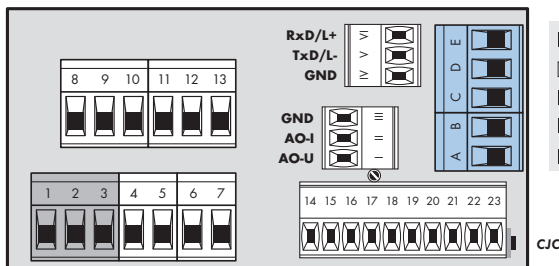 RxD/L+ VI
TxD/L- V
GND IV
E
D
C
B
A
8 9 10 11 12 13
GND III
AO-I II
AO-U I
1 2 3 4 5 6 7
14 15 16 17 18 19 20 21 22 23
CJC